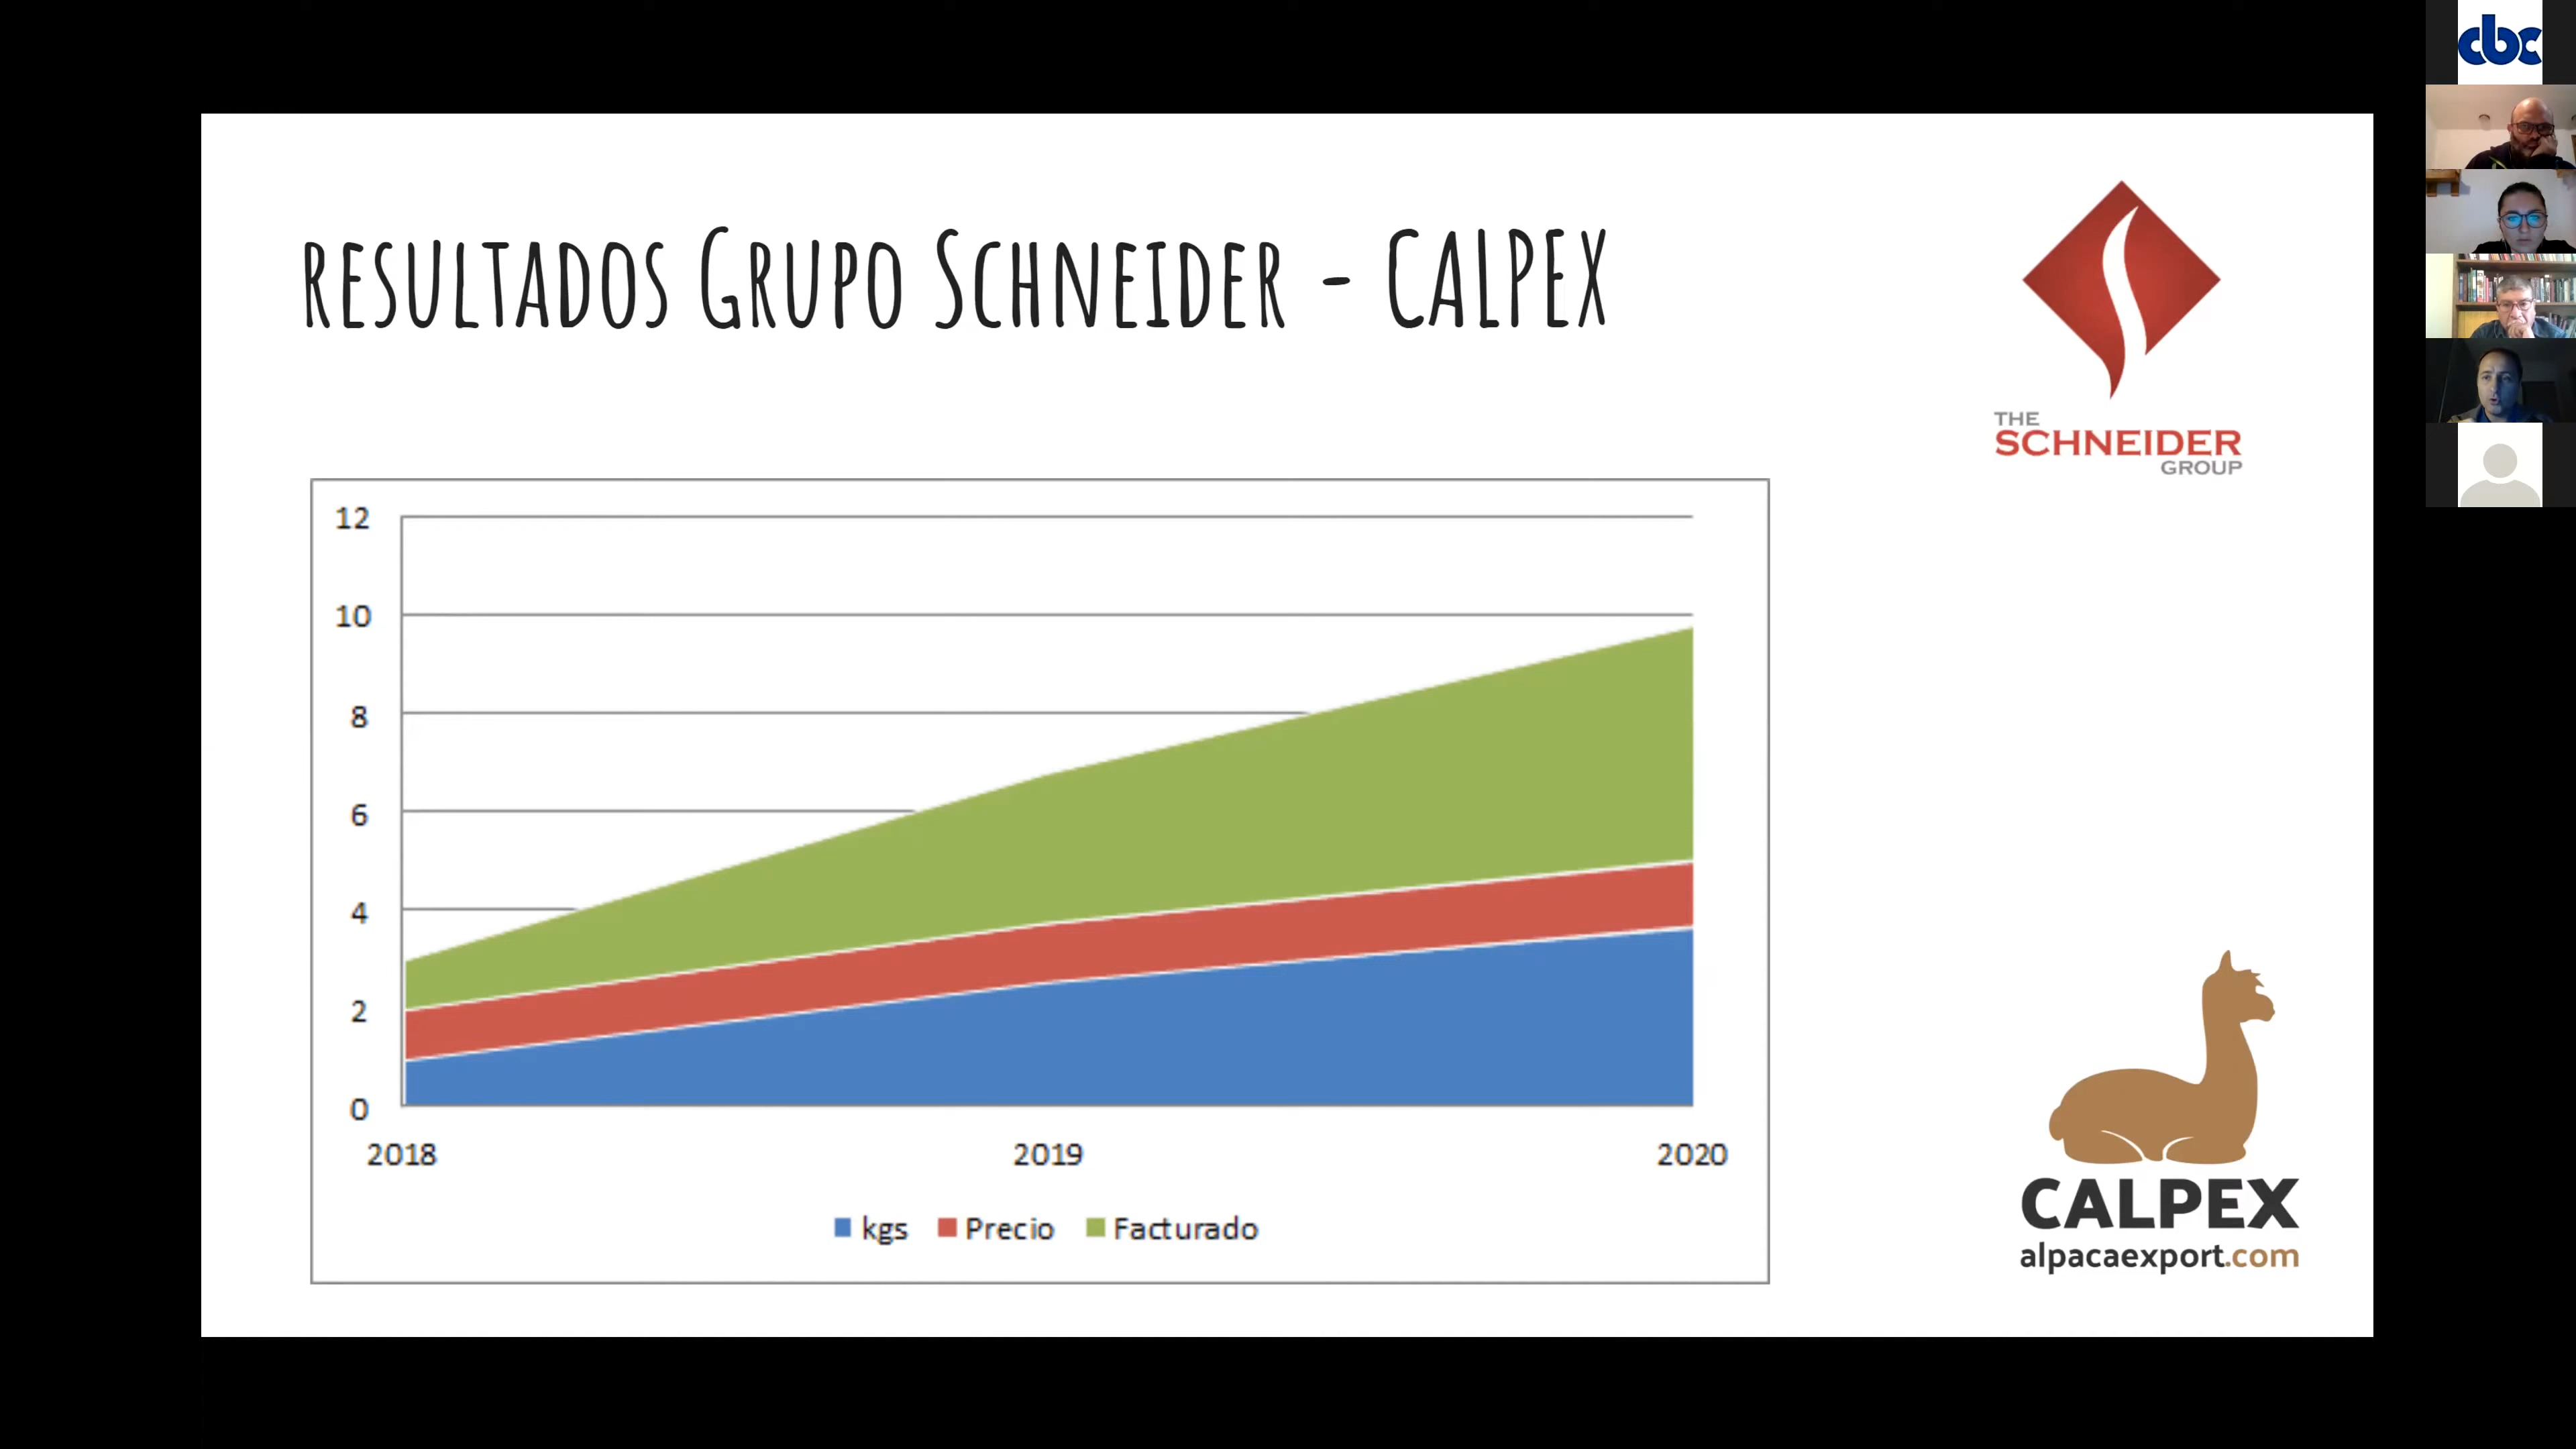 cbc
RESULTADOS GRUPO SCHNEIDER - CALPEX
THE
SCHNEIDER
GROUP
12
10
8
6
4
2
0
2018 2019 2020
kgs Precio Facturado
CALPEX
alpacaexport.com